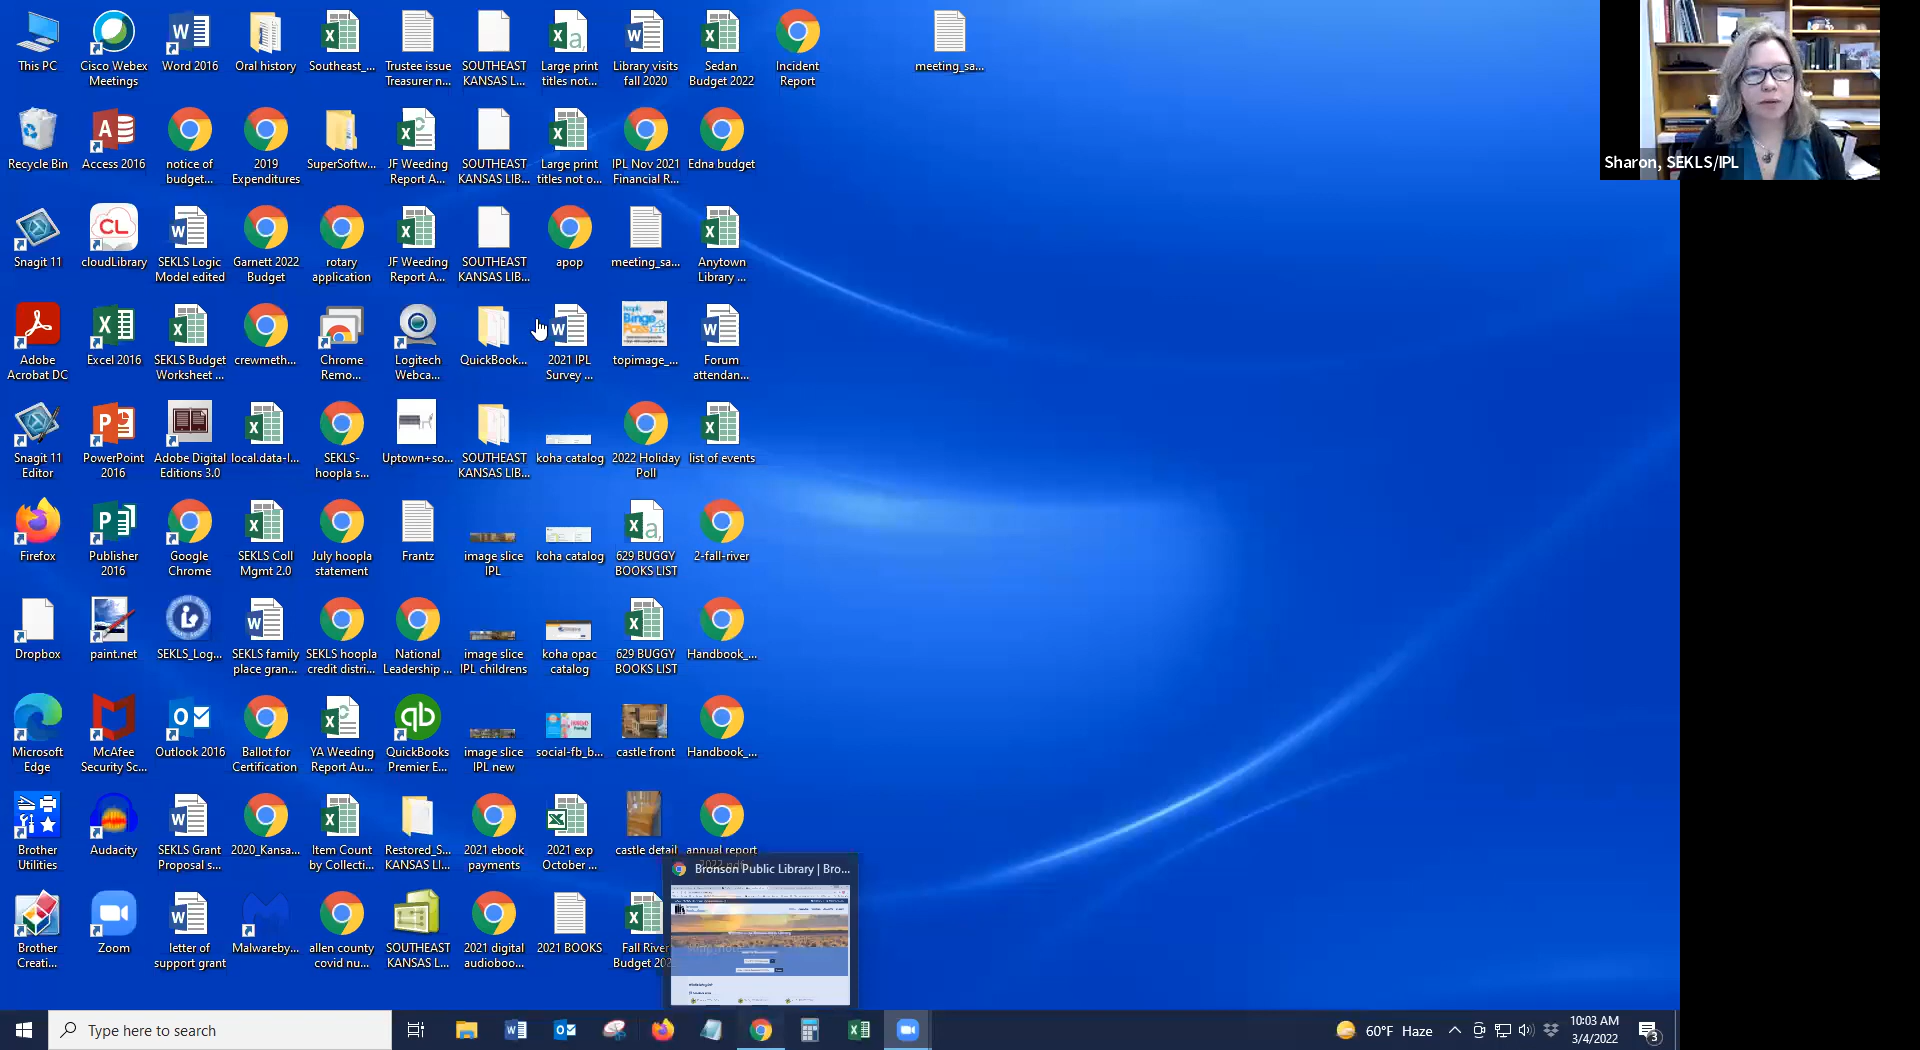 This PC
Cisco Webex
Meetings
Word 2016
Oral history
Southeast_...
Trustee issue
Treasurer n...
SOUTHEAST
KANSAS L...
Large print
titles not...
Library visits
fall 2020
Sedan
Budget 2022
Incident
Report
meeting_sa...
Sharon, SEKLS/IPL
Recycle Bin
Access 2016
notice of
budget...
2019
Expenditures
SuperSoftw...
JF Weeding
Report A...
SOUTHEAST
KANSAS LIB...
Large print
titles not o...
IPL Nov 2021
Financial R...
Edna budget
Snagit 11
cloudLibrary
SEKLS Logic
Model edited
Garnett 2022
Budget
rotary
application
JF Weeding
Report A...
SOUTHEAST
KANSAS LIB...
apop
meeting_sa...
Anytown
Library ...
Adobe
Acrobat DC
Excel 2016
SEKLS Budget
Worksheet ...
crewmeth...
Chrome
Remo...
Logitech
Webca...
QuickBook...
2021 IPL
Survey ...
topimage_...
Forum
attendan...
Snagit 11
Editor
PowerPoint
2016
Adobe Digital
Editions 3.0
local.data-l...
SEKLS-
hoopla s...
Uptown+so...
SOUTHEAST
KANSAS LIB...
koha catalog
2022 Holiday
Poll
list of events
Firefox
Publisher
2016
Google
Chrome
SEKLS Coll
Mgmt 2.0
July hoopla
statement
Frantz
image slice
IPL
koha catalog
629 BUGGY
BOOKS LIST
2-fall-river
Dropbox
paint.net
SEKLS_Log...
SEKLS family
place gran...
SEKLS hoopla
credit distri...
National
Leadership ...
image slice
IPL childrens
koha opac
catalog
629 BUGGY
BOOKS LIST
Handbook_...
Microsoft
Edge
McAfee
Security Sc...
Outlook 2016
Ballot for
Certification
YA Weeding
Report Au...
QuickBooks
Premier E...
image slice
IPL new
social-fb_b...
castle front
Handbook_...
Brother
Utilities
Audacity
SEKLS Grant
Proposal s...
2020_Kansa...
Item Count
by Collecti...
Restored_S...
KANSAS LI...
2021 ebook
payments
2021 exp
October ...
castle detail
annual report
Bronson Public Library | Bro...
Brother
Creati...
Zoom
letter of
support grant
Malwareby...
allen county
covid nu...
SOUTHEAST
KANSAS L...
2021 digital
audioboo...
2021 BOOKS
Fall River
Budget 202
Type here to search
60°F Haze
10:03 AM
3/4/2022
3